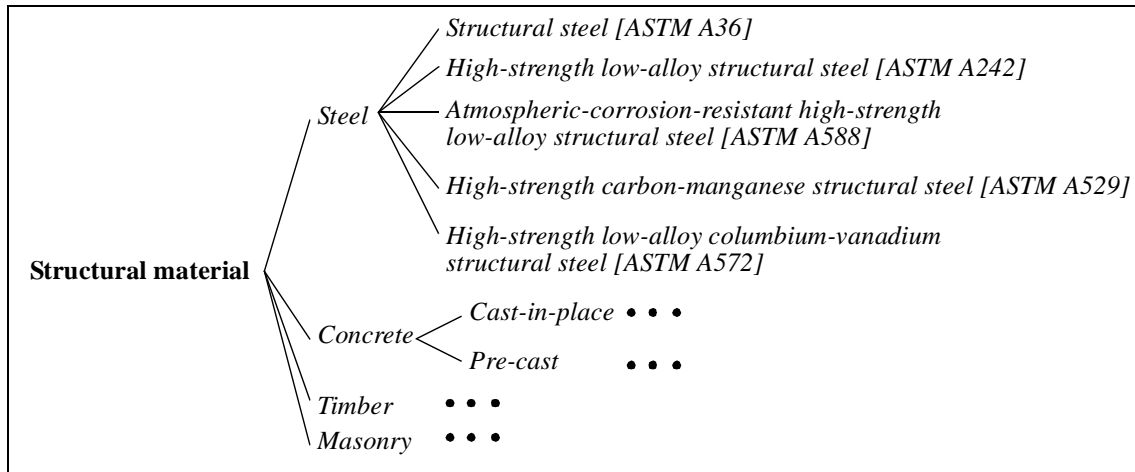 Structural steel [ASTM A36]
High-strength low-alloy structural steel [ASTM A242]
Steel
Atmospheric-corrosion-resistant high-strength
low-alloy structural steel [ASTM A588]
High-strength carbon-manganese structural steel [ASTM A529]
High-strength low-alloy columbium-vanadium
structural steel [ASTM A572]
Structural material
Concrete
Cast-in-place • • •
Pre-cast • • •
Timber • • •
Masonry • • •